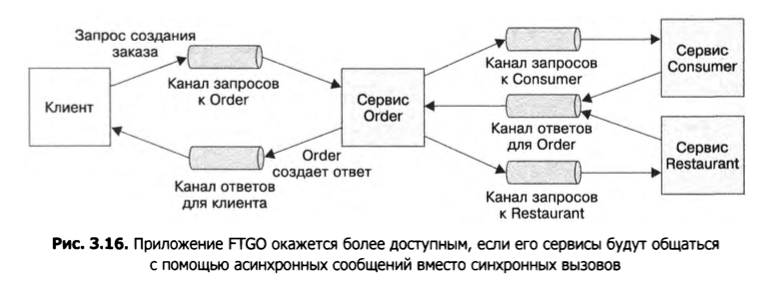 Запрос создания
заказа
Канал запросов
к Order
Клиент
Канал ответов
для клиента
Order
создает ответ
Сервис
Order
Канал запросов
к Consumer
Канал ответов
для Order
Канал запросов
к Restaurant
Сервис
Consumer
Сервис
Restaurant
Рис. 3.16. Приложение FTGO окажется более доступным, если его сервисы будут общаться
с помощью асинхронных сообщений вместо синхронных вызовов